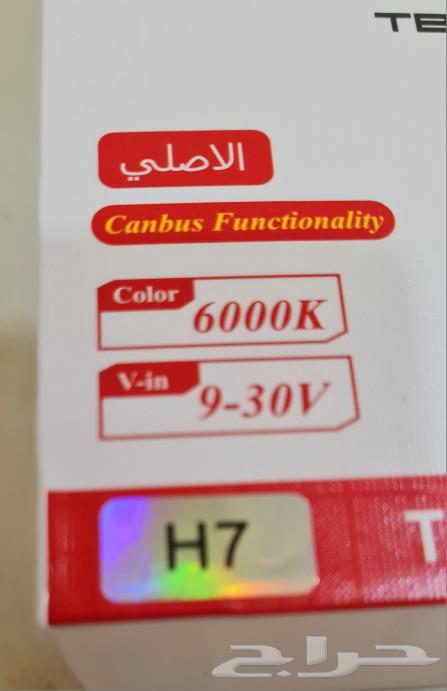 TE
الاصلي
Canbus Functionality
Color
6000K
V-in
9-30V
H7
T
حراج